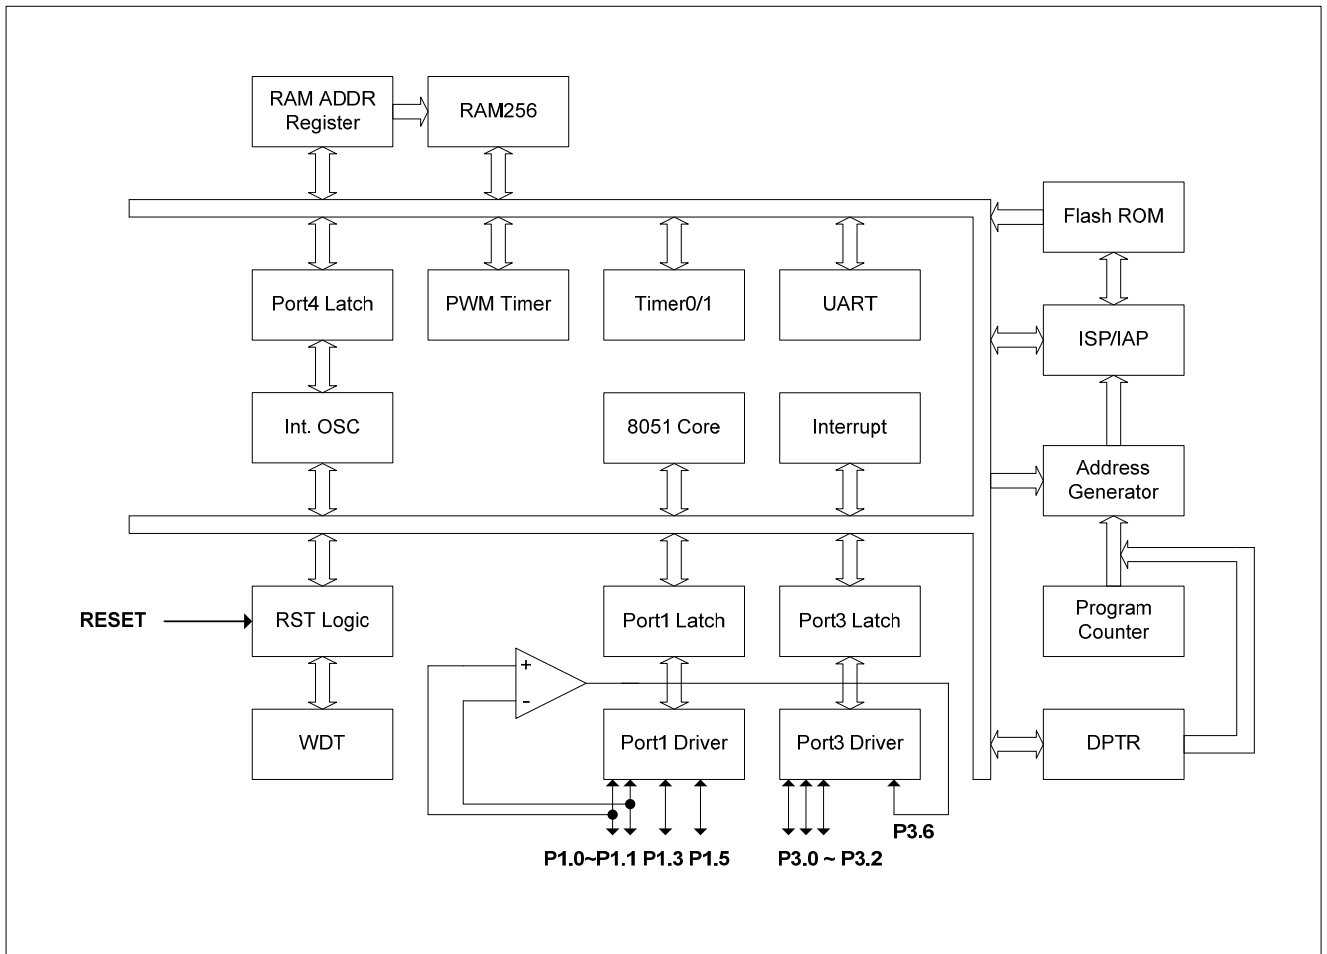 RAM ADDR
Register
RAM256
Flash ROM
Port4 Latch
PWM Timer
Timer0/1
UART
ISP/IAP
Int. OSC
8051 Core
Interrupt
Address
Generator
RESET
RST Logic
Port1 Latch
Port3 Latch
Program
Counter
+
-
WDT
Port1 Driver
Port3 Driver
DPTR
P3.6
P1.0~P1.1 P1.3 P1.5
P3.0 ~ P3.2